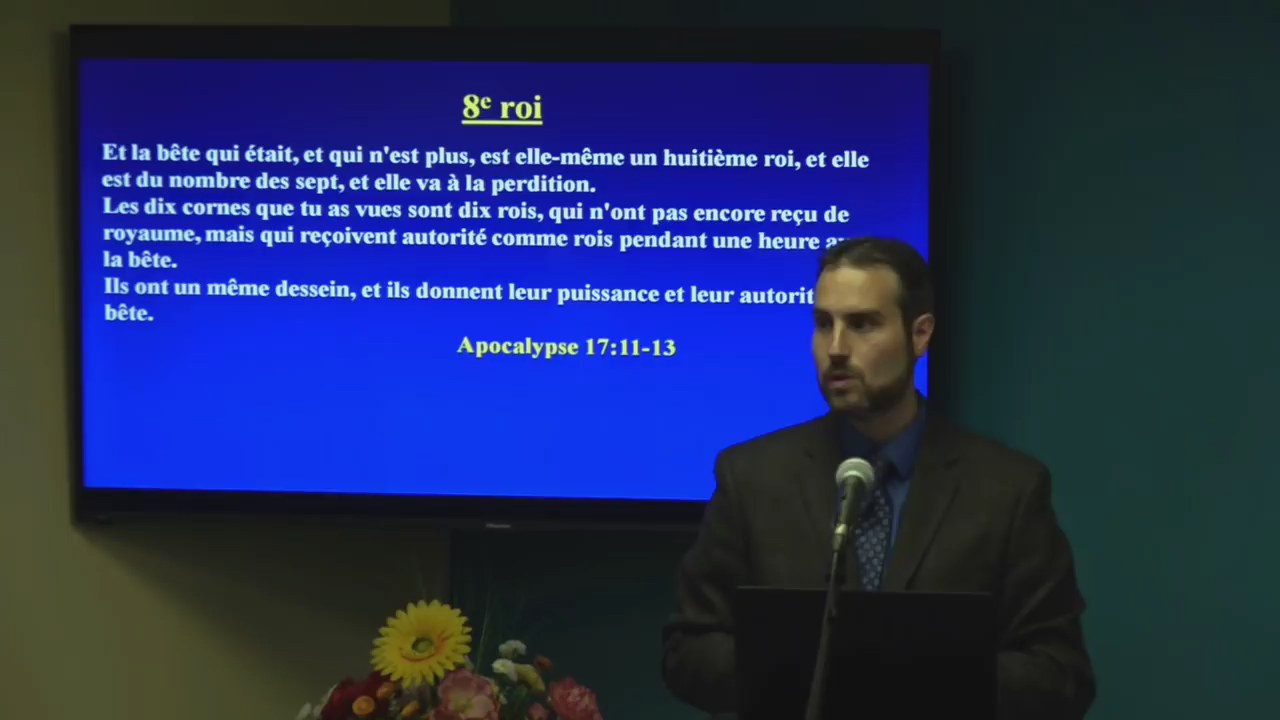 8e roi
Et la bête qui était, et qui n'est plus, est elle-même un huitième roi, et elle
est du nombre des sept, et elle va à la perdition.
Les dix cornes que tu as vues sont dix rois, qui n'ont pas encore reçu de
royaume, mais qui reçoivent autorité comme rois pendant une heure
la bête.
Ils ont un même dessein, et ils donnent leur puissance et leur
bête.
Apocalypse 17:11-13